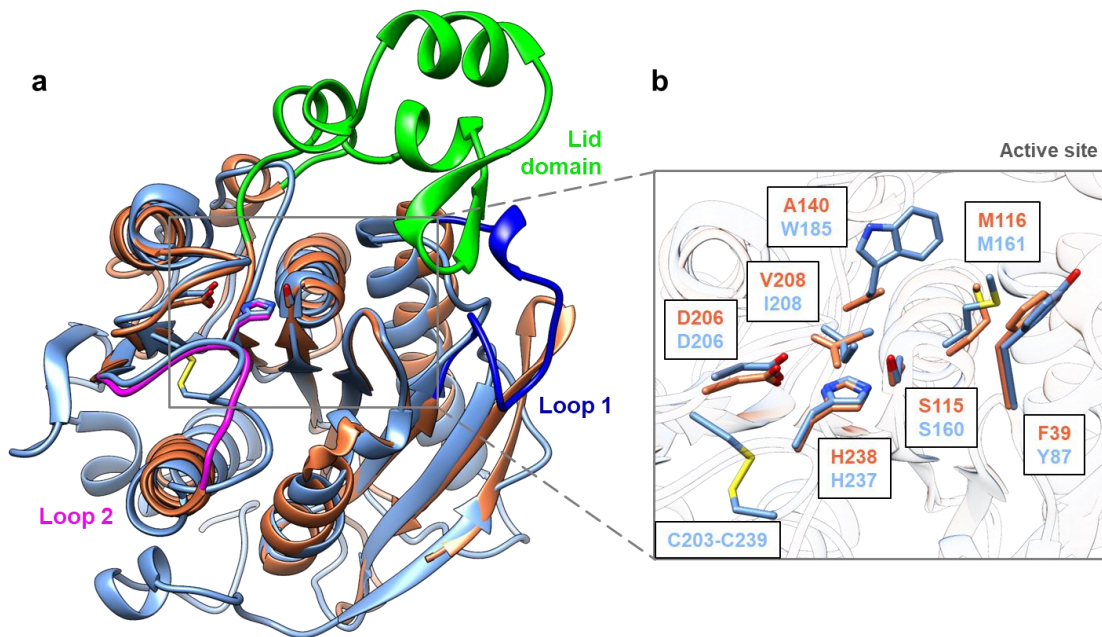 a
Lid
domain
Loop 1
Loop 2
b
Active site
A140
W185
M116
M161
V208
I208
D206
D206
S115
S160
F39
Y87
H238
H237
C203-C239